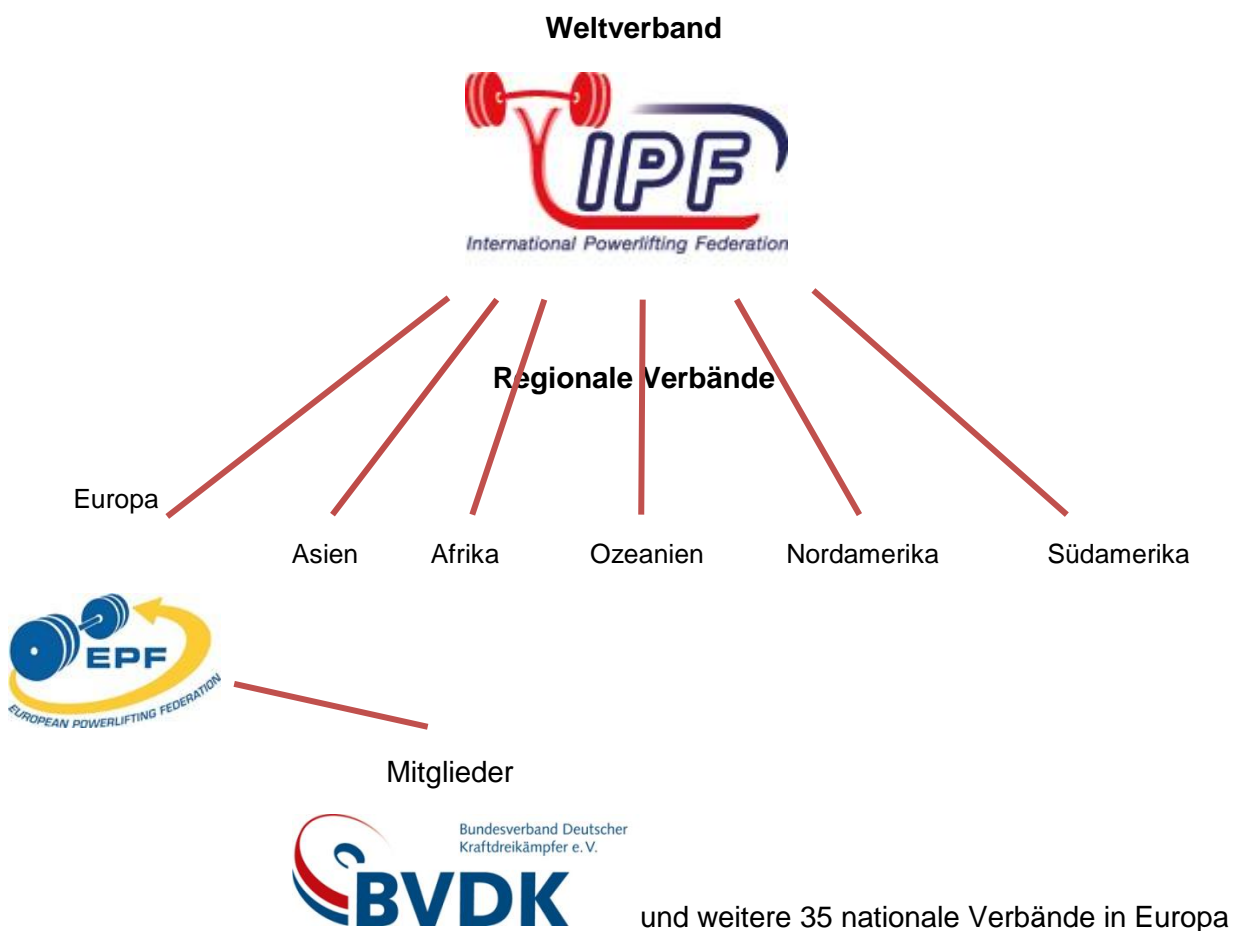 Weltverband
IPF
International Powerlifting Federation
Regionale Verbände
Europa
Asien Afrika Ozeanien Nordamerika Südamerika
EPF
EUROPEAN POWERLIFTING FEDERATION
Mitglieder
Bundesverband Deutscher
Kraftdreikämpfer e. V.
BVDK
und weitere 35 nationale Verbände in Europa